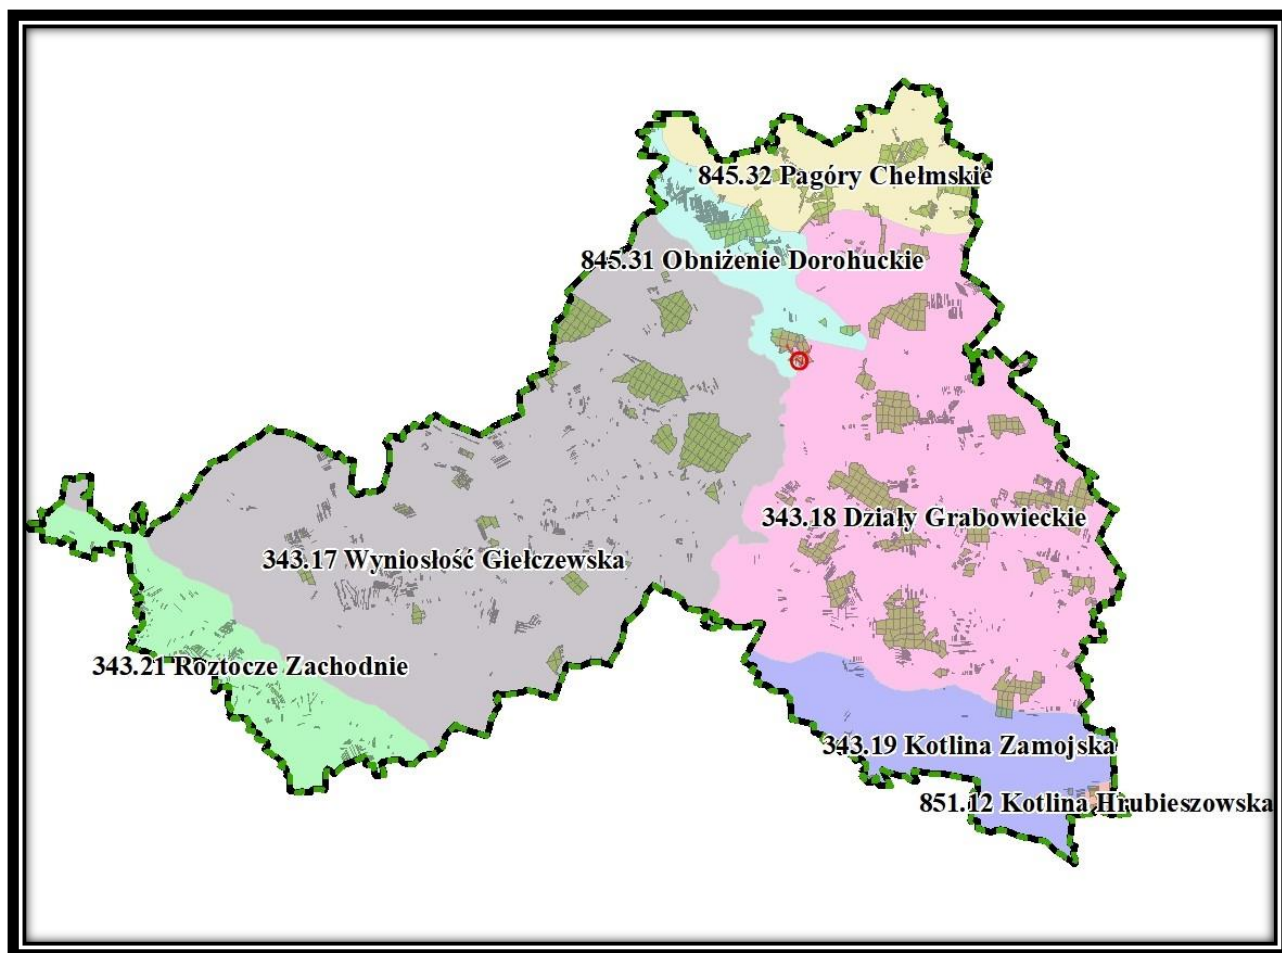 845.32 Pagóry Chełmskie
845.31 Obniżenie Dorohuckie
343.18 Działy Grabowieckie
343.17 Wyniosłość Giełczewska
343.21 Roztocze Zachodnie
343.19 Kotlina Zamojska
851.12 Kotlina Hrubieszowska